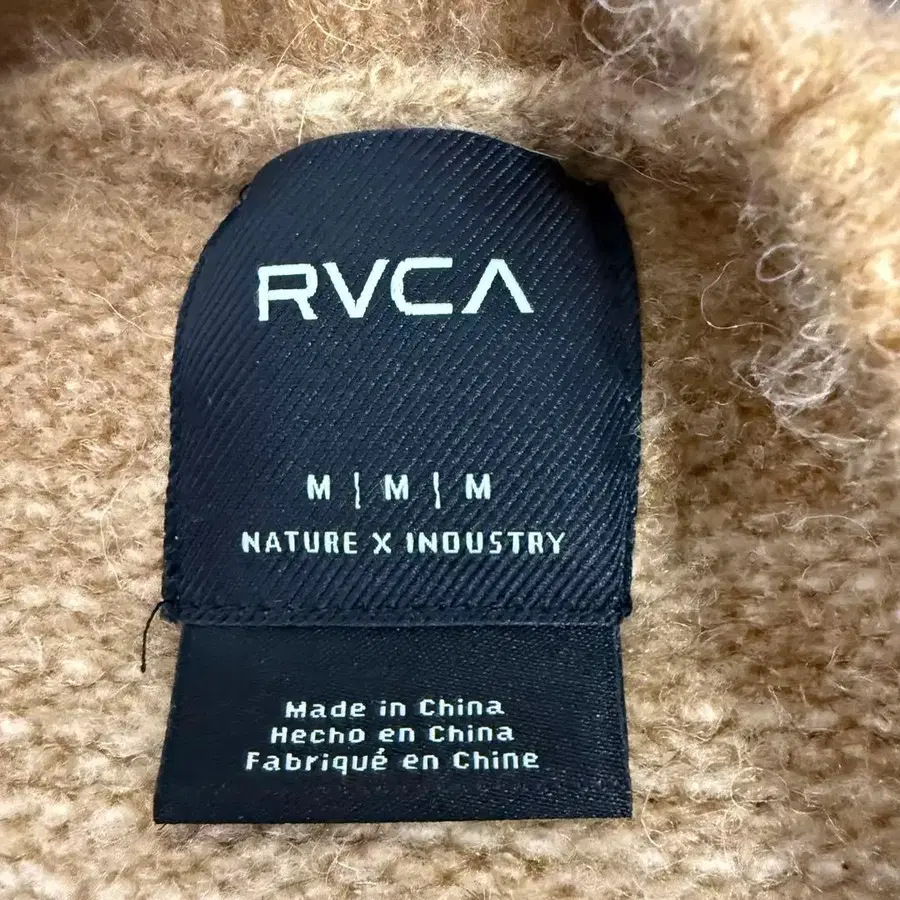 RVCA
M | M | M
NATURE X INDUSTRY
Made in China
Hecho en China
Fabriqué en Chine